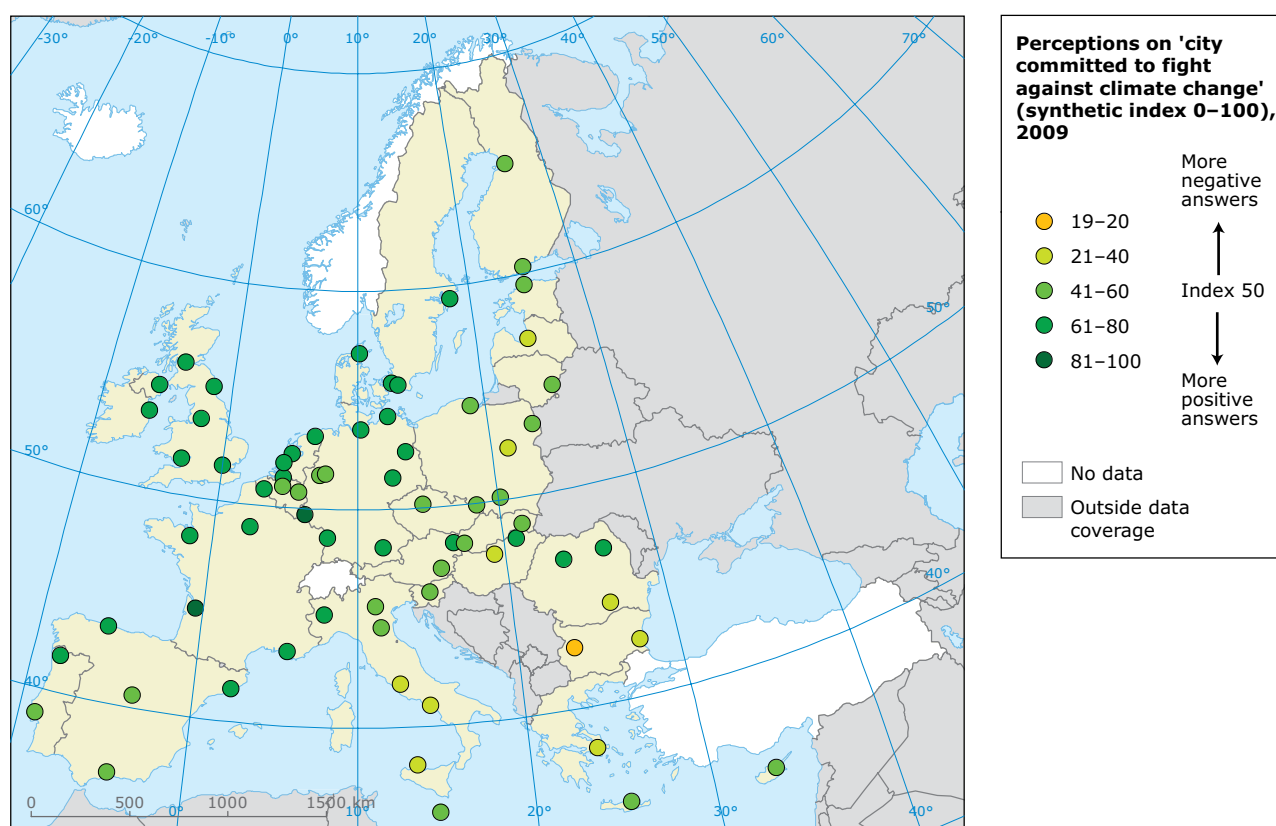 -30°
-20°
-10°
0°
10°
20°
30°
40°
50°
60°
70°
60°
50°
50°
40°
40°
0
500
1000
1500 km
0°
10°
20°
30°
40°
Perceptions on 'city
committed to fight
against climate change'
(synthetic index 0–100),
2009
More
negative
answers
19–20
21–40
41–60
Index 50
61–80
81–100
More
positive
answers
No data
Outside data
coverage